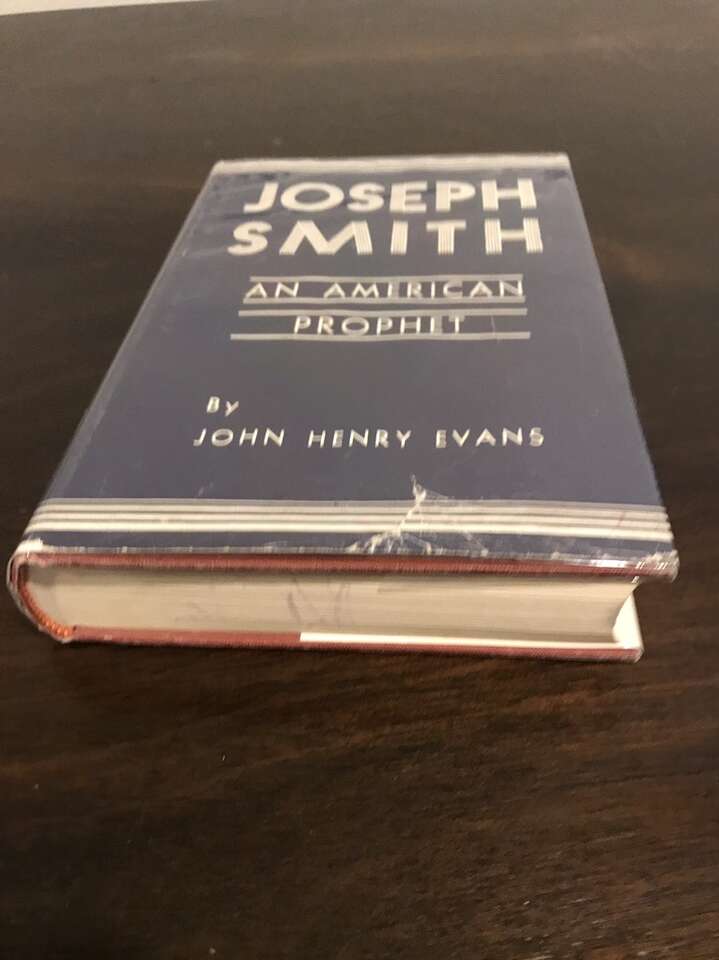 JOSEPH
SMITH
AN AMERICAN
PROPHET
By
JOHN HENRY EVANS